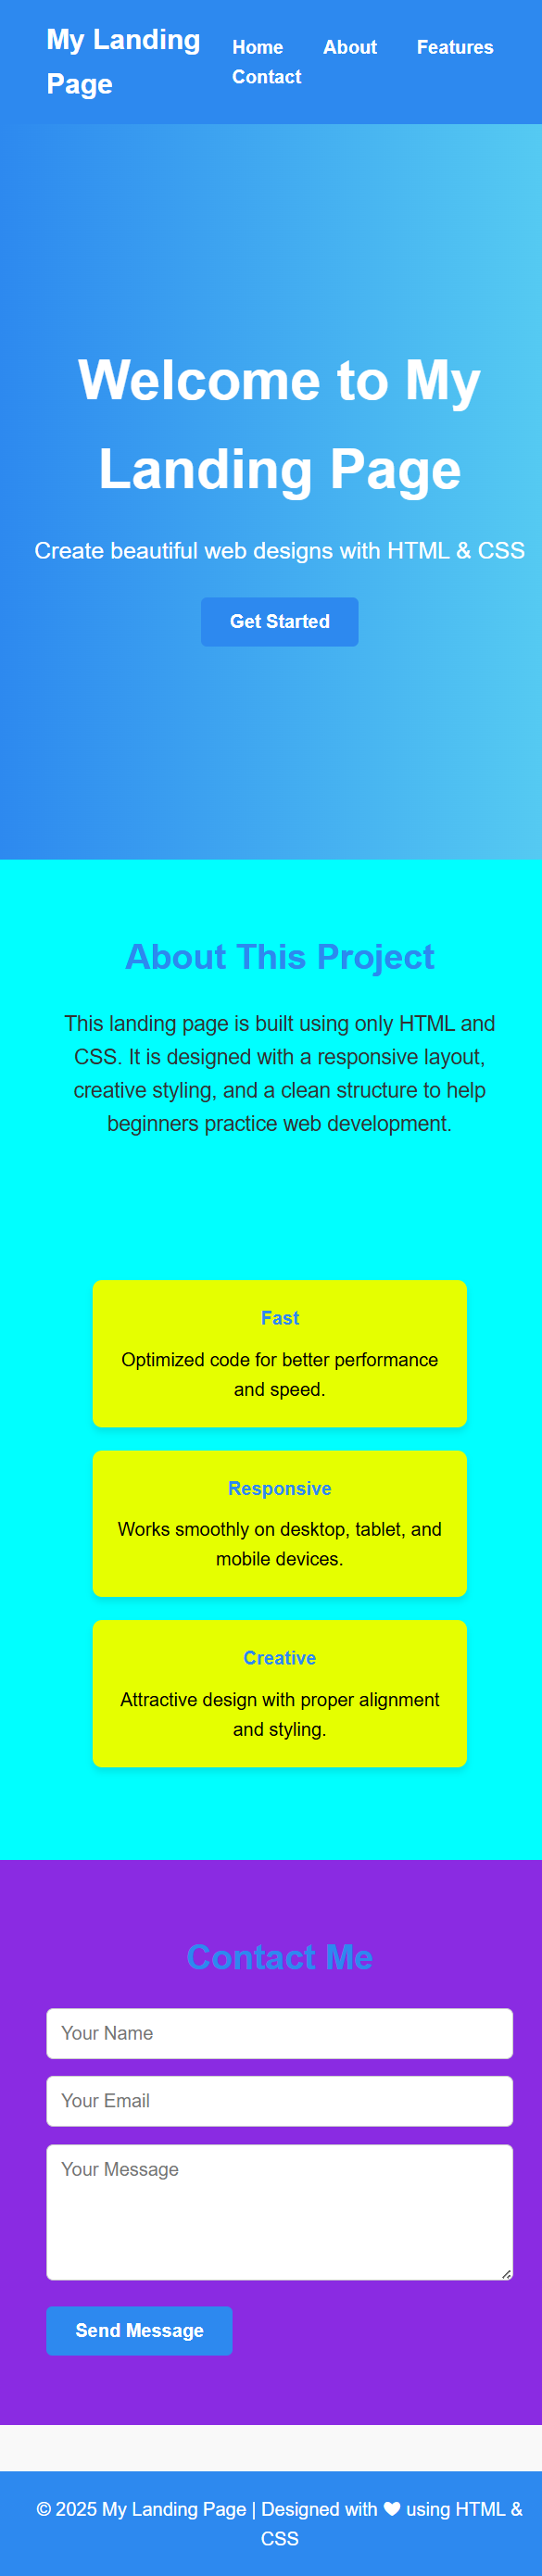 My Landing
Page
Home About Features
Contact
Welcome to My
Landing Page
Create beautiful web designs with HTML & CSS
Get Started
About This Project
This landing page is built using only HTML and
CSS. It is designed with a responsive layout,
creative styling, and a clean structure to help
beginners practice web development.
Fast
Optimized code for better performance
and speed.
Responsive
Works smoothly on desktop, tablet, and
mobile devices.
Creative
Attractive design with proper alignment
and styling.
Contact Me
Your Name
Your Email
Your Message
Send Message
© 2025 My Landing Page | Designed with ❤ using HTML &
CSS